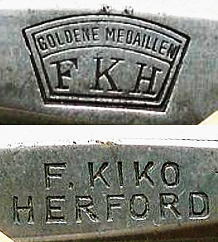 GOLDENE MEDAILLEN
FKH
F. KIKO
HERFORD